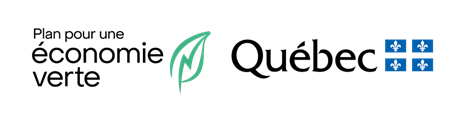 Plan pour une
économie
verte
Québec